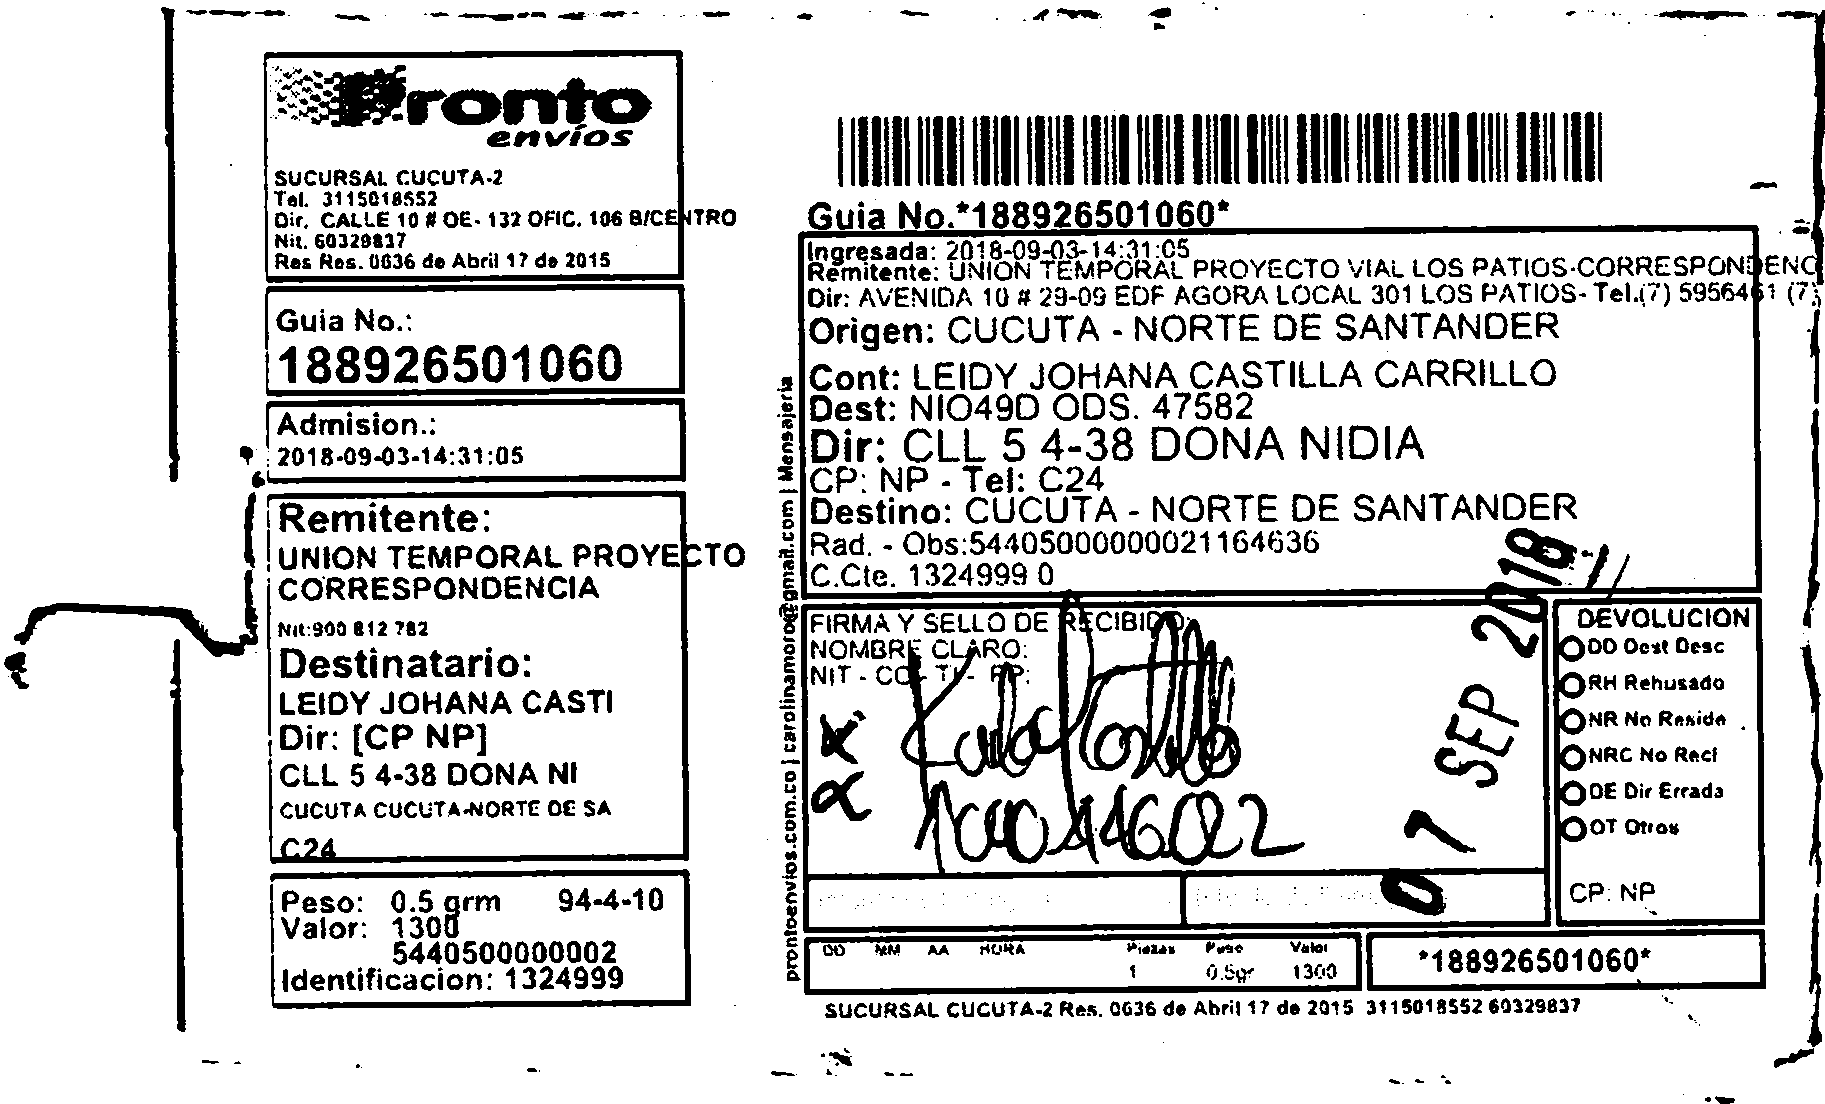 Pronto
envíos
SUCURSAL CUCUTA-2
Tel. 3115018552
Dir. CALLE 10 # OE- 132 OFIC. 106 B/CENTRO
Nit. 60329837
Res Res. 0636 de Abril 17 de 2015
Guia No.:
188926501060
Admision.:
2018-09-03-14:31:05
Remitente:
UNION TEMPORAL PROYECTO
CORRESPONDENCIA
Nit:900 812 782
Destinatario:
LEIDY JOHANA CASTI
Dir: [CP NP]
CLL 5 4-38 DONA NI
CUCUTA CUCUTA-NORTE DE SA
C24
Peso: 0.5 grm 94-4-10
Valor: 1300
5440500000002
Identificacion: 1324999
prontoenvios.com.co | carolinamoro@gmail.com | Mensajeria
Guia No.*188926501060*
Ingresada: 2018-09-03-14:31:05
Remitente: UNION TEMPORAL PROYECTO VIAL LOS PATIOS-CORRESPONDENC
Dir: AVENIDA 10 # 29-09 EDF AGORA LOCAL 301 LOS PATIOS- Tel.(7) 5956461 (7)
Origen: CUCUTA - NORTE DE SANTANDER
Cont: LEIDY JOHANA CASTILLA CARRILLO
Dest: NIO49D ODS. 47582
Dir: CLL 5 4-38 DONA NIDIA
CP: NP - Tel: C24
Destino: CUCUTA - NORTE DE SANTANDER
Rad. - Obs:54405000000021164636
C.Cte. 1324999 0
FIRMA Y SELLO DE RECIBIDO:
NOMBRE CLARO:
NIT - CC - TI - RP:
07 SEP 2018
DEVOLUCION
DD Dest Desc
RH Rehusado
NR No Reside
NRC No Reci
DE Dir Errada
OT Otros
CP: NP
DD MM AA HORA Piezas Peso Valor
1 0.5gr 1300
*188926501060*
SUCURSAL CUCUTA-2 Res. 0636 de Abril 17 de 2015 3115018552 60329837